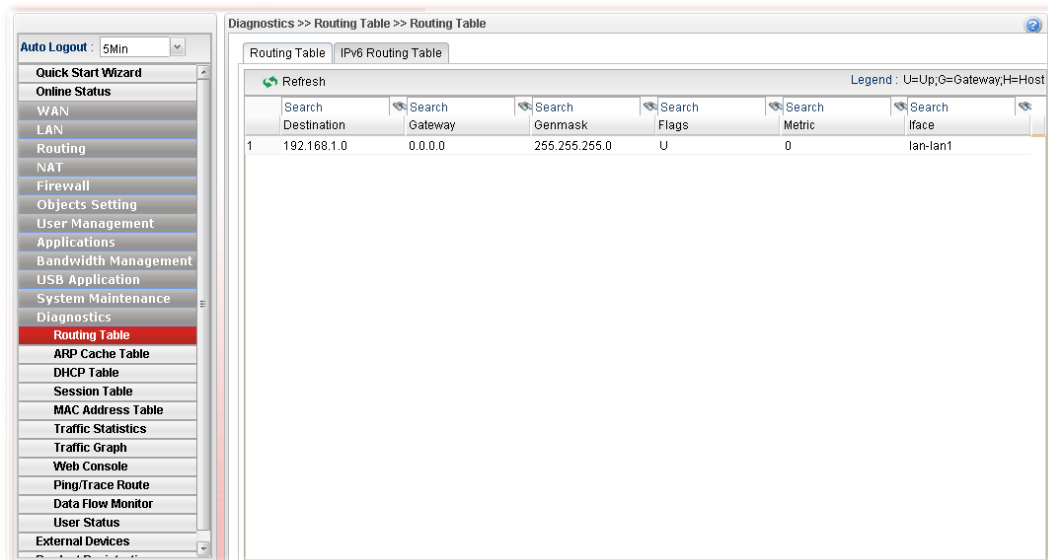 Diagnostics >> Routing Table >> Routing Table
Auto Logout : 5Min
Quick Start Wizard
Online Status
WAN
LAN
Routing
NAT
Firewall
Objects Setting
User Management
Applications
Bandwidth Management
USB Application
System Maintenance
Diagnostics
Routing Table
ARP Cache Table
DHCP Table
Session Table
MAC Address Table
Traffic Statistics
Traffic Graph
Web Console
Ping/Trace Route
Data Flow Monitor
User Status
External Devices
Routing Table IPv6 Routing Table
Refresh Legend : U=Up;G=Gateway;H=Host
Search Search Search Search Search Search
Destination Gateway Genmask Flags Metric Iface
1 192.168.1.0 0.0.0.0 255.255.255.0 U 0 lan-lan1